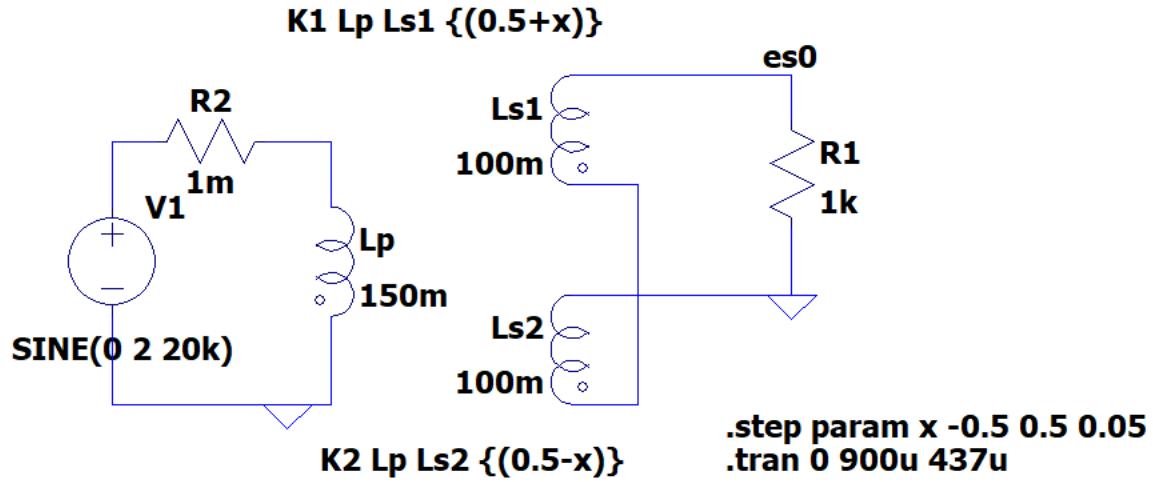 K1 Lp Ls1 {(0.5+x)}
es0
R2
1m
V1
SINE(0 2 20k)
Lp
150m
Ls1
100m
R1
1k
Ls2
100m
K2 Lp Ls2 {(0.5-x)}
.step param x -0.5 0.5 0.05
.tran 0 900u 437u